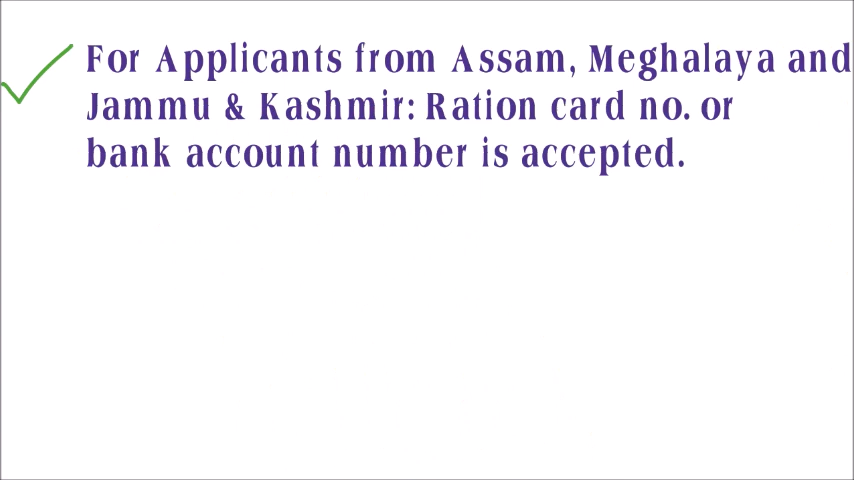 For Applicants from Assam, Meghalaya and
Jammu & Kashmir: Ration card no. or
bank account number is accepted.